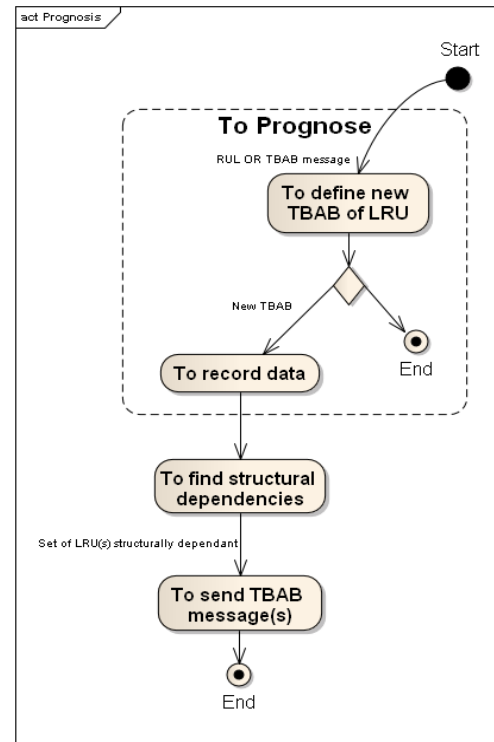 act Prognosis
Start
To Prognose
RUL OR TBAB message
To define new
TBAB of LRU
New TBAB
End
To record data
To find structural
dependencies
Set of LRU(s) structurally dependant
To send TBAB
message(s)
End